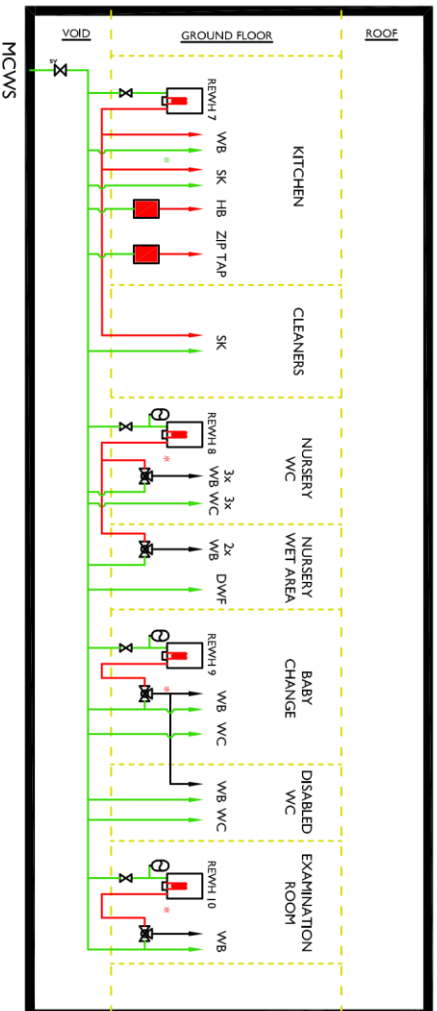 ROOF
GROUND FLOOR
VOID
KITCHEN
CLEANERS
NURSERY
WC
NURSERY
WET AREA
BABY
CHANGE
DISABLED
WC
EXAMINATION
ROOM
REWH 7
WB
*
SK
HB
ZIP TAP
SK
REWH 8
*
3x
WB
3x
WC
2x
WB
DWF
REWH 9
*
WB
WC
WB
WC
REWH 10
*
WB
AS
MCWS